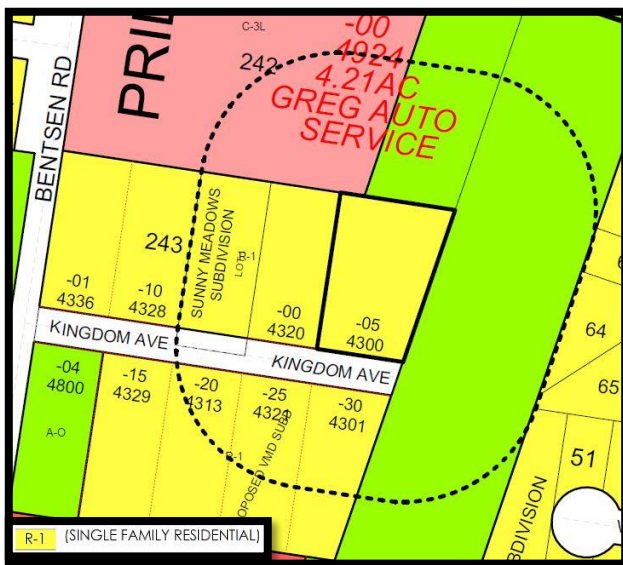 C-3L
-00
4924
242
4.21AC
GREG AUTO
SERVICE
BENTSEN RD
243
SUNNY MEADOWS
SUBDIVISION
LOT
R-1
-01
4336
-10
4328
-00
4320
-05
4300
KINGDOM AVE
KINGDOM AVE
-04
4800
A-O
-15
4329
-20
4313
-25
-30
4301
R-1
64
65
51
R-1 (SINGLE FAMILY RESIDENTIAL)